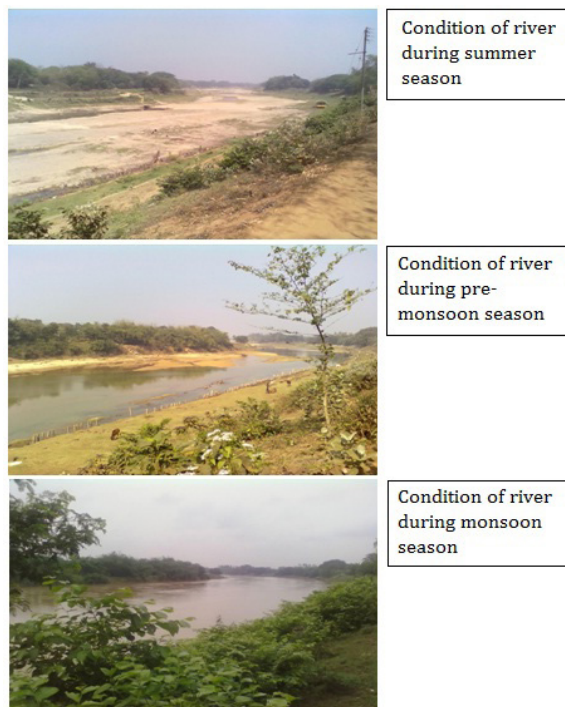 Condition of river
during summer
season
Condition of river
during pre-
monsoon season
Condition of river
during monsoon
season